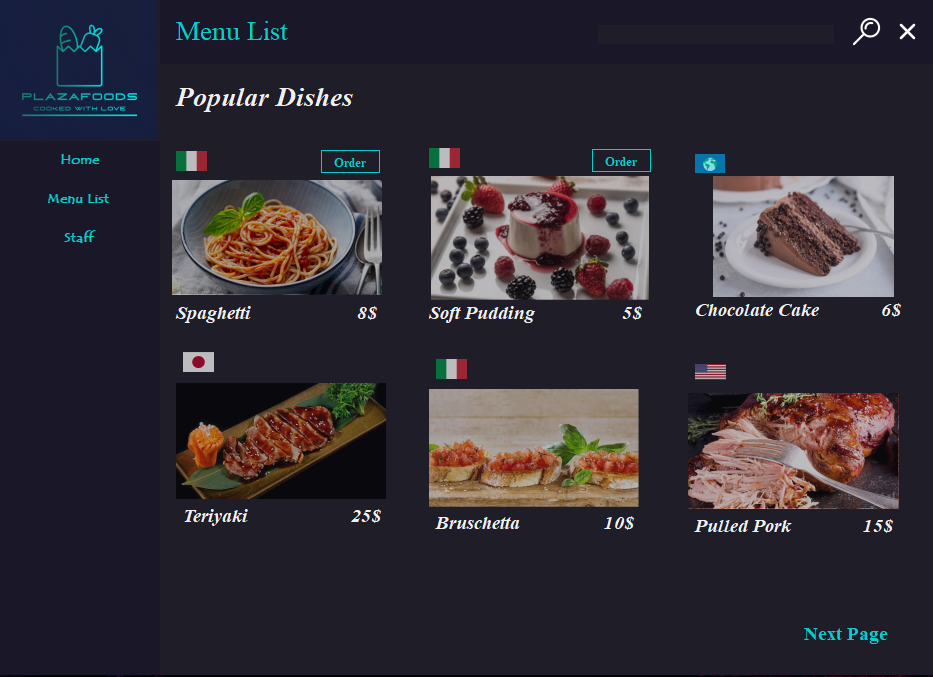 PLAZAFOODS
COOKED WITH LOVE
Home
Menu List
Staff
Menu List
Popular Dishes
Order
Order
Spaghetti 8$
Soft Pudding 5$
Chocolate Cake 6$
Teriyaki 25$
Bruschetta 10$
Pulled Pork 15$
Next Page